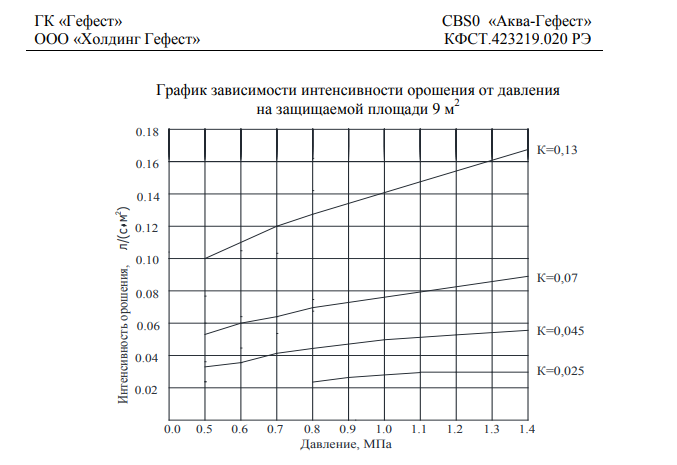 ГК «Гефест»
CBS0 «Аква-Гефест»
ООО «Холдинг Гефест»
КФСТ.423219.020 РЭ
График зависимости интенсивности орошения от давления
на защищаемой площади 9 м²
Интенсивность орошения, л/(с•м²)
0.18
0.16
0.14
0.12
0.10
0.08
0.06
0.04
0.02
К=0,13
К=0,07
К=0,045
К=0,025
0.0 0.5 0.6 0.7 0.8 0.9 1.0 1.1 1.2 1.3 1.4
Давление, МПа